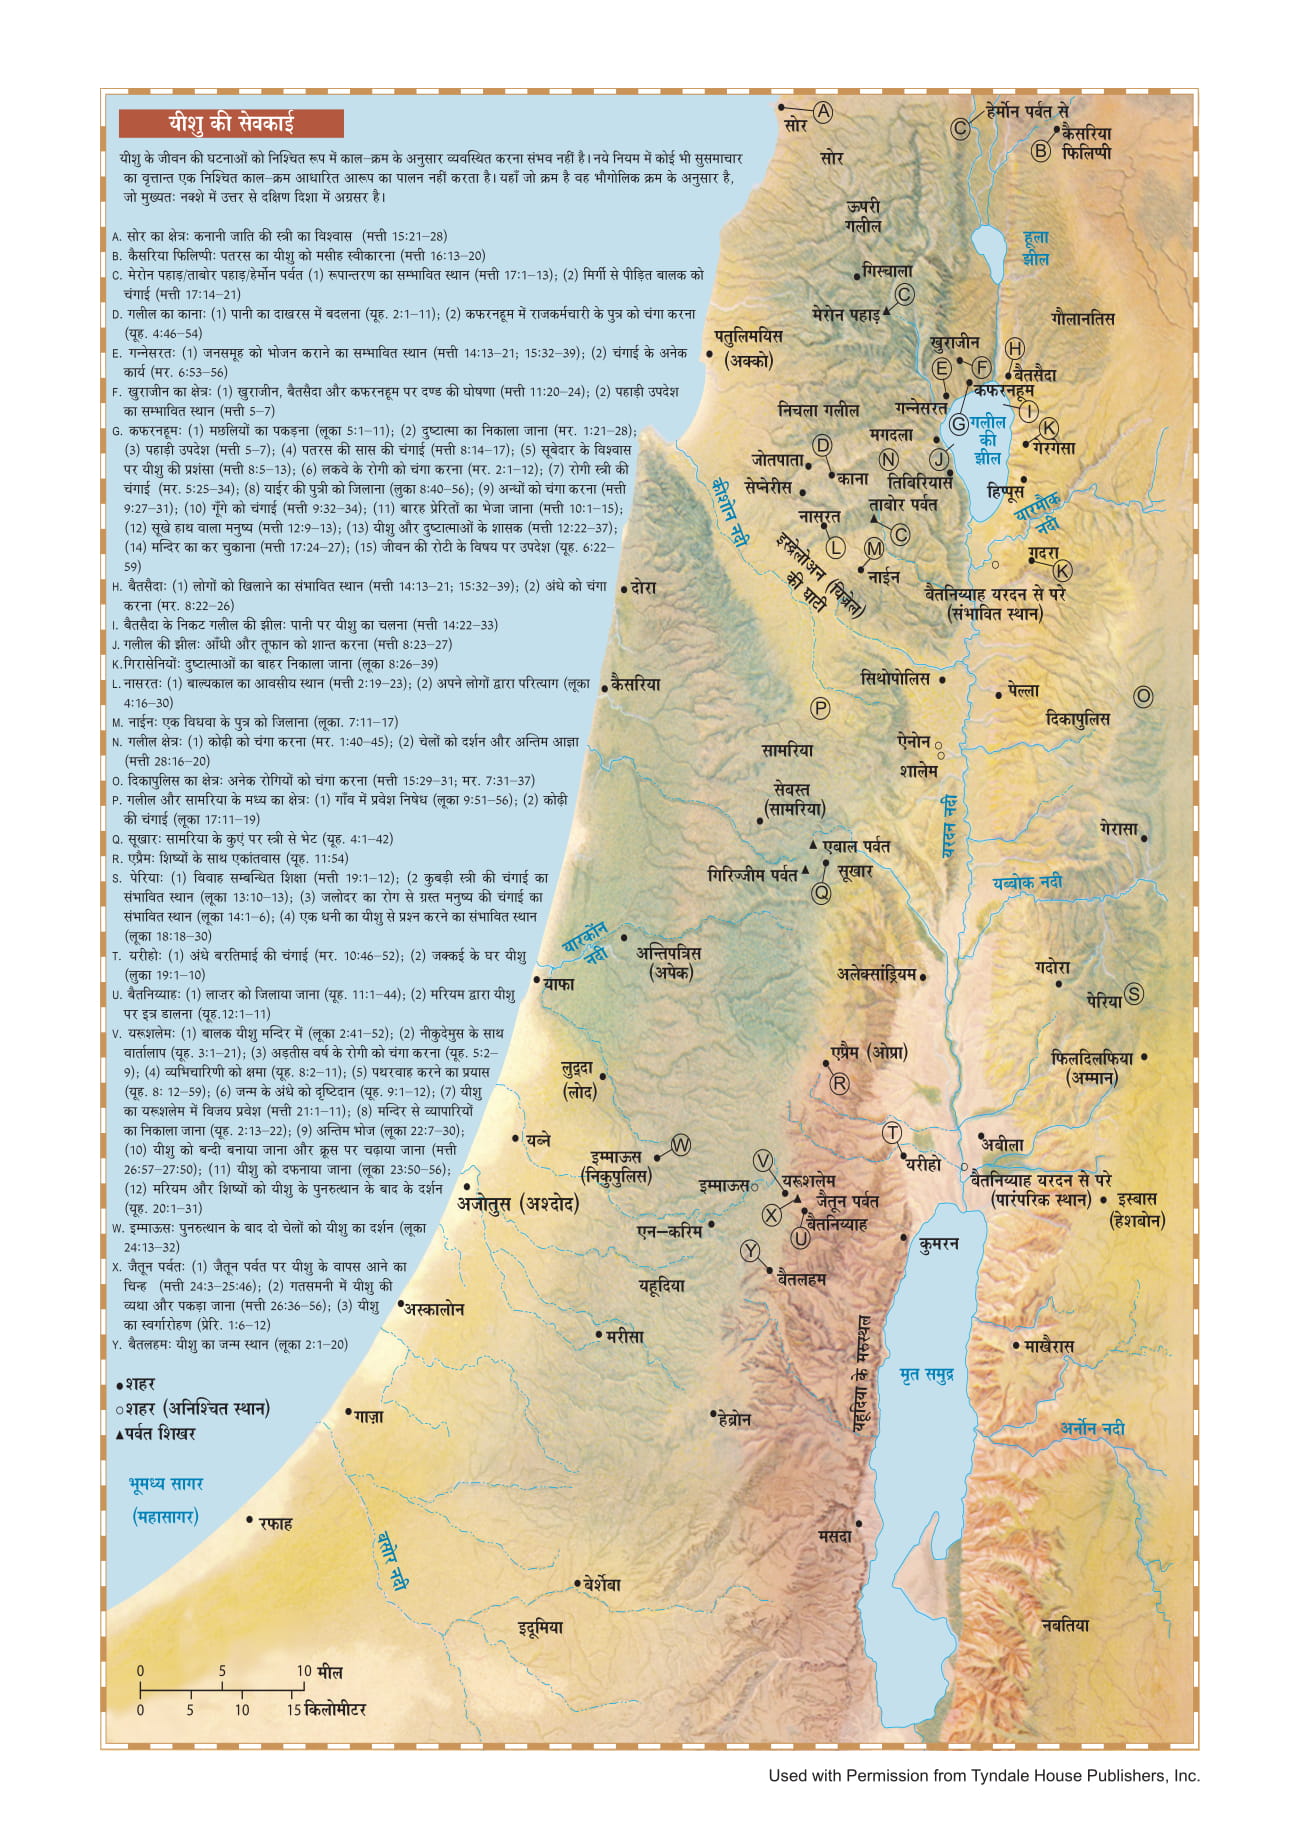 यीशु की सेवकाई
यीशु के जीवन की घटनाओं को निश्चित रूप में काल-क्रम के अनुसार व्यवस्थित करना संभव नहीं है। नये नियम में कोई भी सुसमाचार
का वृत्तान्त एक निश्चित काल-क्रम आधारित आरूप का पालन नहीं करता है। यहाँ जो क्रम है वह भौगोलिक क्रम के अनुसार है,
जो मुख्यतः नक्शे में उत्तर से दक्षिण दिशा में अग्रसर है।
A. सोर का क्षेत्रः कनानी जाति की स्त्री का विश्वास (मत्ती 15:21-28)
B. कैसरिया फिलिप्पीः पतरस का यीशु को मसीह स्वीकारना (मत्ती 16:13-20)
C. मेरोन पहाड़/ताबोर पहाड़/हेर्मोन पर्वत (1) रूपान्तरण का सम्भावित स्थान (मत्ती 17:1-13); (2) मिर्गी से पीड़ित बालक को
चंगाई (मत्ती 17:14-21)
D. गलील का कानाः (1) पानी का दाखरस में बदलना (यूह. 2:1-11); (2) कफरनहूम में राजकर्मचारी के पुत्र को चंगा करना
(यूह. 4:46-54)
E. गन्नेसरतः (1) जनसमूह को भोजन कराने का सम्भावित स्थान (मत्ती 14:13-21; 15:32-39); (2) चंगाई के अनेक
कार्य (मर. 6:53-56)
F. खुराजीन का क्षेत्रः (1) खुराजीन, बैतसैदा और कफरनहूम पर दण्ड की घोषणा (मत्ती 11:20-24); (2) पहाड़ी उपदेश
का सम्भावित स्थान (मत्ती 5-7)
G. कफरनहूमः (1) मछलियों का पकड़ना (लूका 5:1-11); (2) दुष्टात्मा का निकाला जाना (मर. 1:21-28);
(3) पहाड़ी उपदेश (मत्ती 5-7); (4) पतरस की सास की चंगाई (मत्ती 8:14-17); (5) सूबेदार के विश्वास
पर यीशु की प्रशंसा (मत्ती 8:5-13); (6) लकवे के रोगी को चंगा करना (मर. 2:1-12); (7) रोगी स्त्री की
चंगाई (मर. 5:25-34); (8) याईर की पुत्री को जिलाना (लुका 8:40-56); (9) अन्धों को चंगा करना (मत्ती
9:27-31); (10) गूँगे को चंगाई (मत्ती 9:32-34); (11) बारह प्रेरितों का भेजा जाना (मत्ती 10:1-15);
(12) सूखे हाथ वाला मनुष्य (मत्ती 12:9-13); (13) यीशु और दुष्टात्माओं के शासक (मत्ती 12:22-37);
(14) मन्दिर का कर चुकाना (मत्ती 17:24-27); (15) जीवन की रोटी के विषय पर उपदेश (यूह. 6:22-
59)
H. बैतसैदाः (1) लोगों को खिलाने का संभावित स्थान (मत्ती 14:13-21; 15:32-39); (2) अंधे को चंगा
करना (मर. 8:22-26)
I. बैतसैदा के निकट गलील की झीलः पानी पर यीशु का चलना (मत्ती 14:22-33)
J. गलील की झीलः आँधी और तूफान को शान्त करना (मत्ती 8:23-27)
K.गिरासेनियोंः दुष्टात्माओं का बाहर निकाला जाना (लूका 8:26-39)
L. नासरतः (1) बाल्यकाल का आवसीय स्थान (मत्ती 2:19-23); (2) अपने लोगों द्वारा परित्याग (लूका
4:16-30)
M. नाईनः एक विधवा के पुत्र को जिलाना (लूका. 7:11-17)
N. गलील क्षेत्रः (1) कोढ़ी को चंगा करना (मर. 1:40-45); (2) चेलों को दर्शन और अन्तिम आज्ञा
(मत्ती 28:16-20)
O. दिकापुलिस का क्षेत्रः अनेक रोगियों को चंगा करना (मत्ती 15:29-31; मर. 7:31-37)
P. गलील और सामरिया के मध्य का क्षेत्रः (1) गाँव में प्रवेश निषेध (लूका 9:51-56); (2) कोढ़ी
की चंगाई (लूका 17:11-19)
Q. सूखारः सामरिया के कुएं पर स्त्री से भेट (यूह. 4:1-42)
R. एप्रैमः शिष्यों के साथ एकांतवास (यूह. 11:54)
S. पेरियाः (1) विवाह सम्बन्धित शिक्षा (मत्ती 19:1-12); (2 कुबड़ी स्त्री की चंगाई का
संभावित स्थान (लूका 13:10-13); (3) जलोदर का रोग से ग्रस्त मनुष्य की चंगाई का
संभावित स्थान (लूका 14:1-6); (4) एक धनी का यीशु से प्रश्न करने का संभावित स्थान
(लूका 18:18-30)
T. यरीहोः (1) अंधे बरतिमाई की चंगाई (मर. 10:46-52); (2) जक्कई के घर यीशु
(लुका 19:1-10)
U. बैतनिय्याहः (1) लाज़र को जिलाया जाना (यूह. 11:1-44); (2) मरियम द्वारा यीशु
पर इत्र डालना (यूह.12:1-11)
V. यरूशलेमः (1) बालक यीशु मन्दिर में (लूका 2:41-52); (2) नीकुदेमुस के साथ
वार्तालाप (यूह. 3:1-21); (3) अड़तीस वर्ष के रोगी को चंगा करना (यूह. 5:2-
9); (4) व्यभिचारिणी को क्षमा (यूह. 8:2-11); (5) पथरवाह करने का प्रयास
(यूह. 8: 12-59); (6) जन्म के अंधे को दृष्टिदान (यूह. 9:1-12); (7) यीशु
का यरूशलेम में विजय प्रवेश (मत्ती 21:1-11); (8) मन्दिर से व्यापारियों
का निकाला जाना (यूह. 2:13-22); (9) अन्तिम भोज (लूका 22:7-30);
(10) यीशु को बन्दी बनाया जाना और क्रूस पर चढ़ाया जाना (मत्ती
26:57-27:50); (11) यीशु को दफनाया जाना (लूका 23:50-56);
(12) मरियम और शिष्यों को यीशु के पुनरुत्थान के बाद के दर्शन
(यूह. 20:1-31)
W. इम्माऊसः पुनरुत्थान के बाद दो चेलों को यीशु का दर्शन (लूका
24:13-32)
X. जैतून पर्वतः (1) जैतून पर्वत पर यीशु के वापस आने का
चिन्ह (मत्ती 24:3-25:46); (2) गतसमनी में यीशु की
व्यथा और पकड़ा जाना (मत्ती 26:36-56); (3) यीशु
का स्वर्गारोहण (प्रेरि. 1:6-12)
Y. बैतलहमः यीशु का जन्म स्थान (लूका 2:1-20)
शहर
शहर (अनिश्चित स्थान)
पर्वत शिखर
भूमध्य सागर
(महासागर)
0 5 10 मील
0 5 10 15 किलोमीटर
सोर A
सोर
C हेर्मोन पर्वत से
B कैसरिया
फिलिप्पी
ऊपरी
गलील
हूला
झील
गिस्चाला
C
मेरोन पहाड़
गौलानतिस
पतुलिमयिस
(अक्को)
खुराजीन
E F H
बैतसैदा
कफरनहूम
गन्नेसरत
निचला गलील
G I K
गलील
की
झील
मगदला
गेरगेसा
D N J
जोतपाता
काना
तिबिरियास
सेप्नेरीस
हिप्पूस
यारमौक
नदी
ताबोर पर्वत
नासरत
C
कीशोन नदी
L M
इस्द्रेलोअन (यिज्रेल)
की घाटी
नाईन
गदरा
K
बैतनिय्याह यरदन से परे
(संभावित स्थान)
दोरा
कैसरिया
सिथोपोलिस
पेल्ला
O
P
दिकापुलिस
सामरिया
ऐनोन
शालेम
सेबस्त
(सामरिया)
यरदन नदी
गेरासा
एबाल पर्वत
गिरिज्जीम पर्वत
सूखार
Q
यब्बोक नदी
यारकोंन
नदी
अन्तिपत्रिस
(अपेक)
याफा
अलेक्सांड्रियम
गदोरा
पेरिया S
एप्रैम (ओप्रा)
R
फिलदिलफिया
(अम्मान)
लुद्दा
(लोद)
यब्ने
W
इम्माऊस
(निकुपुलिस)
T
यरीहो
अबीला
V
इम्माऊस
यरूशलेम
जैतून पर्वत
X
बैतनिय्याह
U
बैतनिय्याह यरदन से परे
(पारंपरिक स्थान)
इस्बास
(हेशबोन)
अजोतुस (अश्दोद)
एन-करिम
कुमरन
Y
बैतलहम
यहूदिया
अस्कालोन
मरीसा
यहूदिया के मरुस्थल
माखैरास
मृत समुद्र
गाज़ा
हेब्रोन
अर्नोन नदी
रफाह
मसदा
बसोर नदी
बेर्शेबा
इदूमिया
नबतिया
Used with Permission from Tyndale House Publishers, Inc.